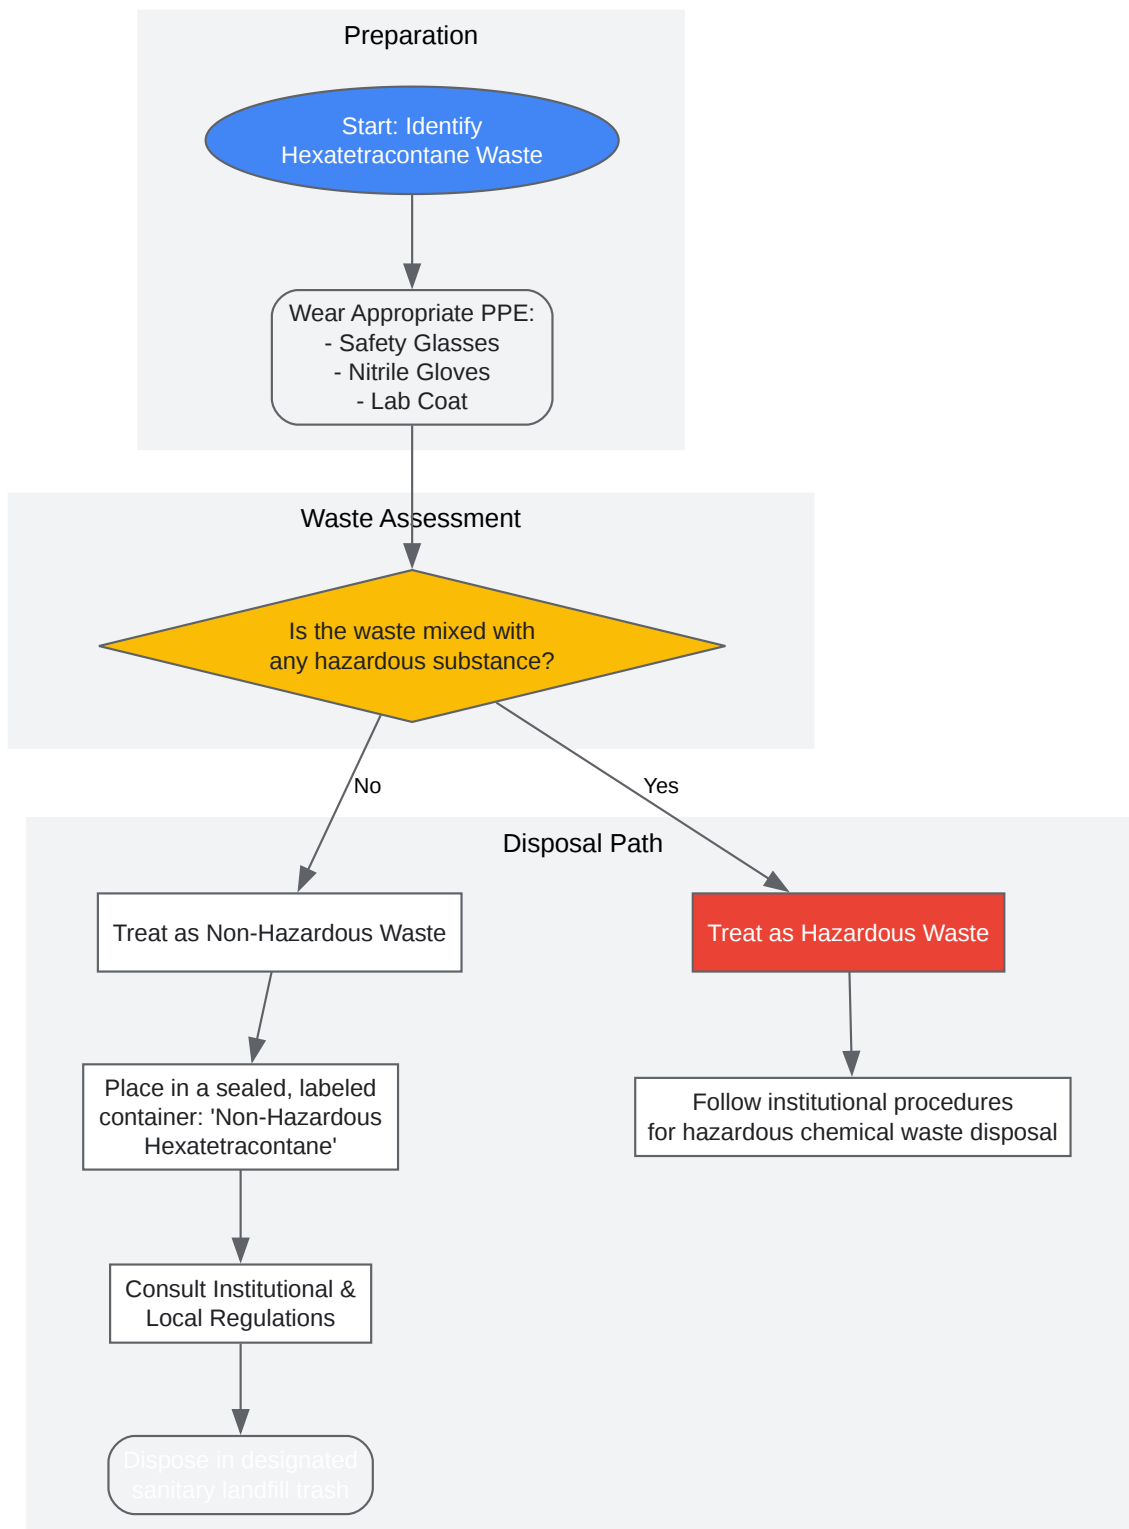 Preparation
Start: Identify
Hexatetracontane Waste
Wear Appropriate PPE:
- Safety Glasses
- Nitrile Gloves
- Lab Coat
Waste Assessment
Is the waste mixed with
any hazardous substance?
No
Yes
Disposal Path
Treat as Non-Hazardous Waste
Treat as Hazardous Waste
Place in a sealed, labeled
container: 'Non-Hazardous
Hexatetracontane'
Follow institutional procedures
for hazardous chemical waste disposal
Consult Institutional &
Local Regulations
Dispose in designated
sanitary landfill trash